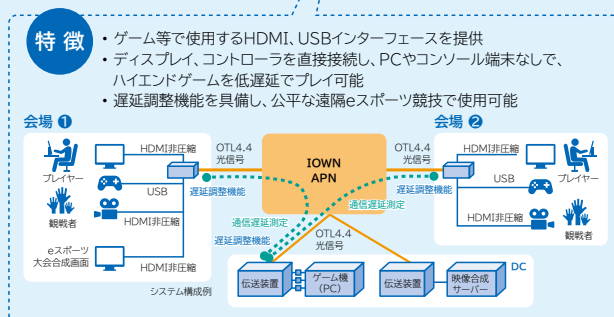 特 徴
・ゲーム等で使用するHDMI、USBインターフェースを提供
・ディスプレイ、コントローラを直接接続し、PCやコンソール端末なしで、
ハイエンドゲームを低遅延でプレイ可能
・遅延調整機能を具備し、公平な遠隔eスポーツ競技で使用可能
会場 ❶
プレイヤー
観戦者
eスポーツ
大会合成画面
HDMI非圧縮
USB
HDMI非圧縮
HDMI非圧縮
OTL4.4
光信号
遅延調整機能
IOWN
APN
通信遅延測定
通信遅延測定
遅延調整機能
OTL4.4
光信号
OTL4.4
光信号
遅延調整機能
会場 ❷
HDMI非圧縮
USB
HDMI非圧縮
プレイヤー
観戦者
システム構成例
DC
伝送装置
ゲーム機
(PC)
伝送装置
映像合成
サーバー